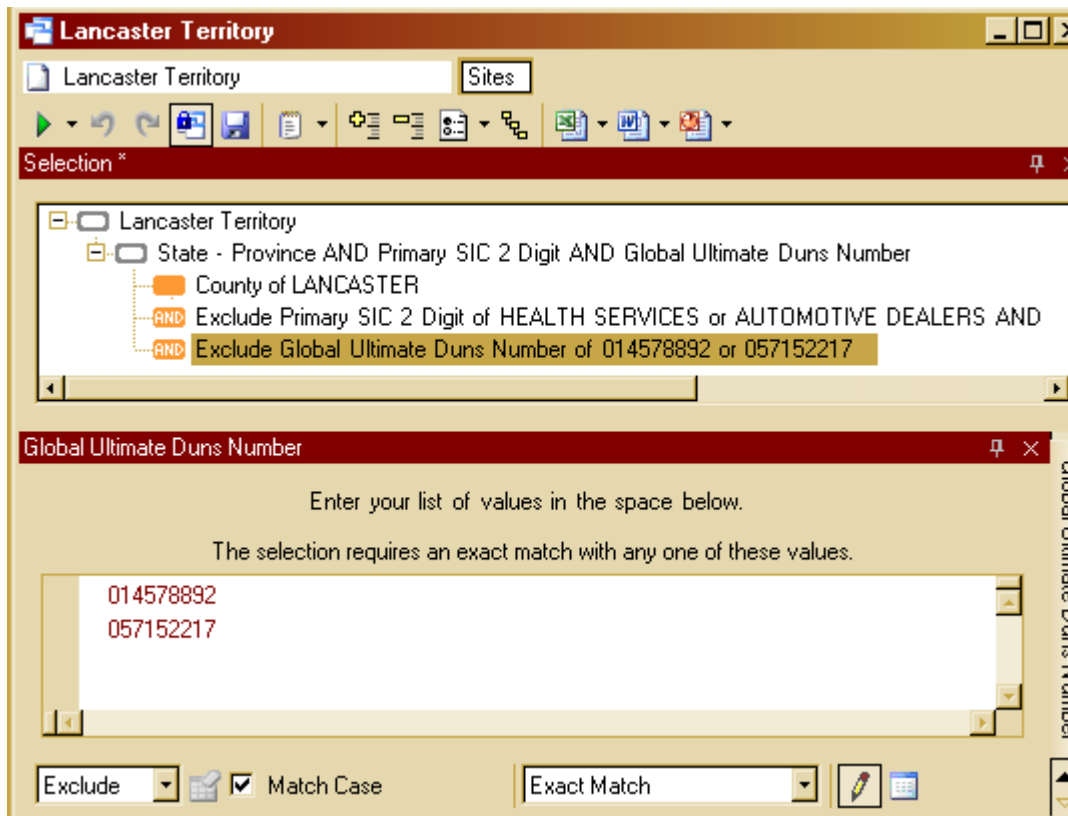 Lancaster Territory
Lancaster Territory Sites
Selection *
Lancaster Territory
State - Province AND Primary SIC 2 Digit AND Global Ultimate Duns Number
County of LANCASTER
AND Exclude Primary SIC 2 Digit of HEALTH SERVICES or AUTOMOTIVE DEALERS AND
AND Exclude Global Ultimate Duns Number of 014578892 or 057152217
Global Ultimate Duns Number
Enter your list of values in the space below.
The selection requires an exact match with any one of these values.
014578892
057152217
Global Ultimate Duns Number
Exclude Match Case Exact Match